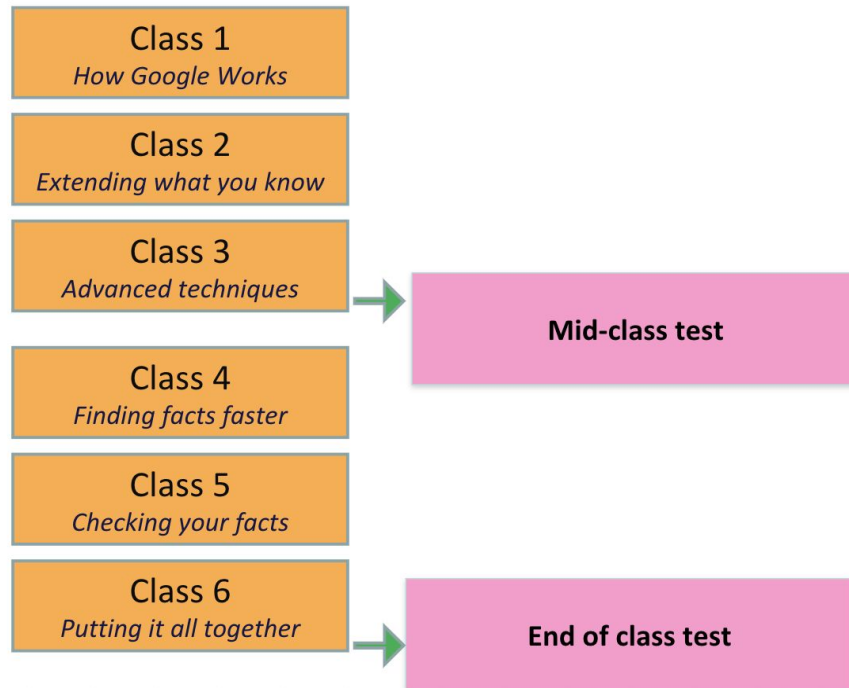 Class 1
How Google Works
Class 2
Extending what you know
Class 3
Advanced techniques
Mid-class test
Class 4
Finding facts faster
Class 5
Checking your facts
Class 6
Putting it all together
End of class test